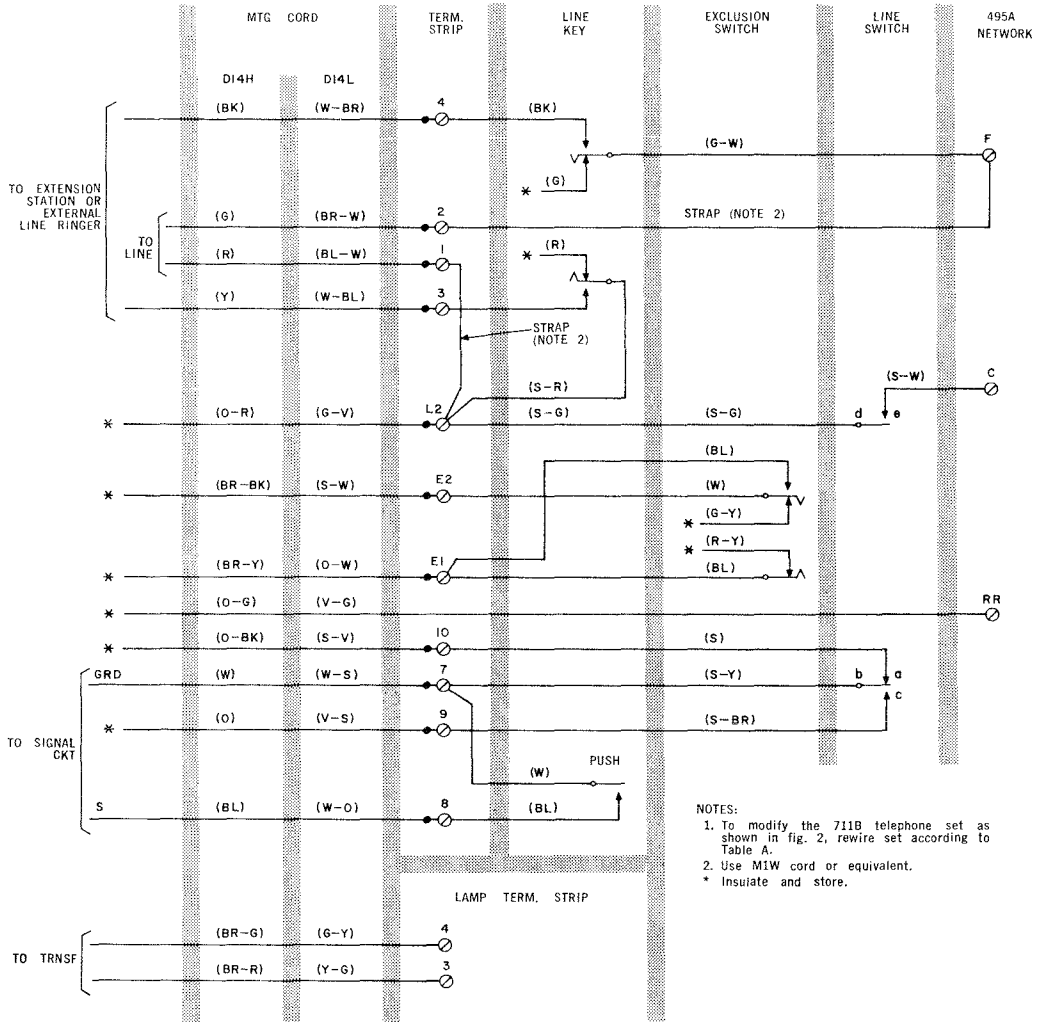 MTG CORD
TERM. STRIP
LINE KEY
EXCLUSION SWITCH
LINE SWITCH
495A NETWORK
D14H
D14L
(BK) (W-BR) 4 (BK)
(G-W) F
* (G)
TO EXTENSION
STATION OR
EXTERNAL
LINE RINGER
(G) (BR-W) 2 STRAP (NOTE 2)
TO
LINE
(R) (BL-W) 1 * (R)
(Y) (W-BL) 3
STRAP
(NOTE 2)
(S-R)
(S-W) C
* (O-R) (G-V) L2 (S-G) (S-G) d e
(BL)
* (BR-BK) (S-W) E2 (W)
* (G-Y)
* (R-Y)
* (BR-Y) (O-W) E1 (BL)
* (O-G) (V-G) RR
* (O-BK) (S-V) 10 (S)
GRD (W) (W-S) 7 (S-Y) b a
c
* (O) (V-S) 9 (S-BR)
TO SIGNAL
CKT
PUSH
(W)
S (BL) (W-O) 8 (BL)
NOTES:
1. To modify the 711B telephone set as
shown in fig. 2, rewire set according to
Table A.
2. Use M1W cord or equivalent.
* Insulate and store.
LAMP TERM. STRIP
(BR-G) (G-Y) 4
TO TRNSF
(BR-R) (Y-G) 3